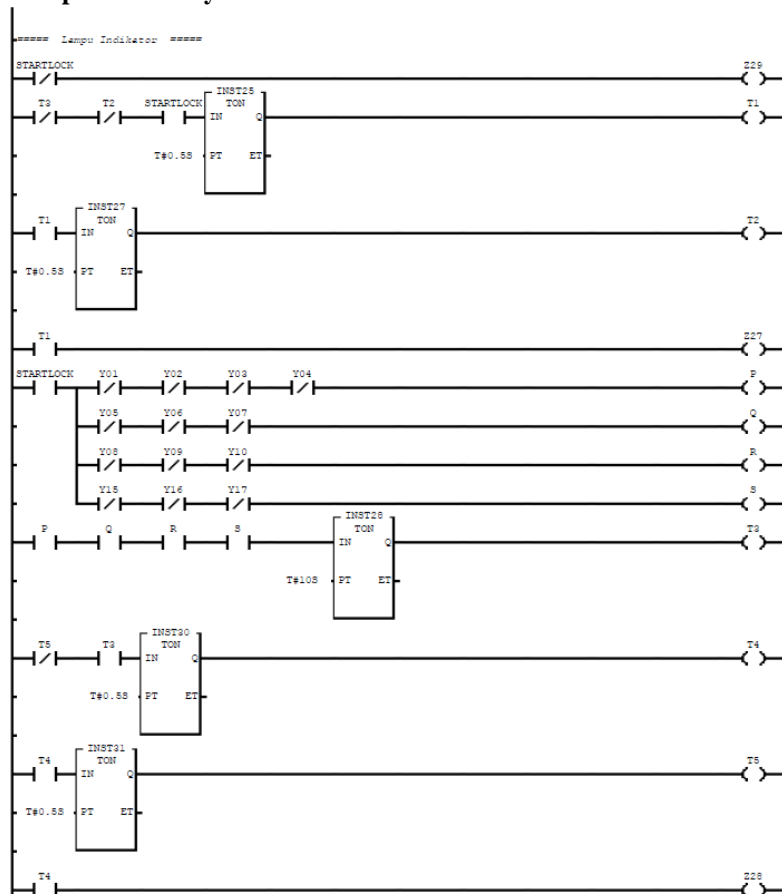 ===== Lampu Indikator =====
STARTLOCK Z29
INST25
T3 T2 STARTLOCK TON T1
IN Q
T#0.5S PT ET
INST27
T1 TON T2
IN Q
T#0.5S PT ET
T1 Z27
STARTLOCK Y01 Y02 Y03 Y04 P
Y05 Y06 Y07 Q
Y08 Y09 Y10 R
Y15 Y16 Y17 S
INST28
P Q R S TON T3
IN Q
T#10S PT ET
INST30
T5 T3 TON T4
IN Q
T#0.5S PT ET
INST31
T4 TON T5
IN Q
T#0.5S PT ET
T4 Z28